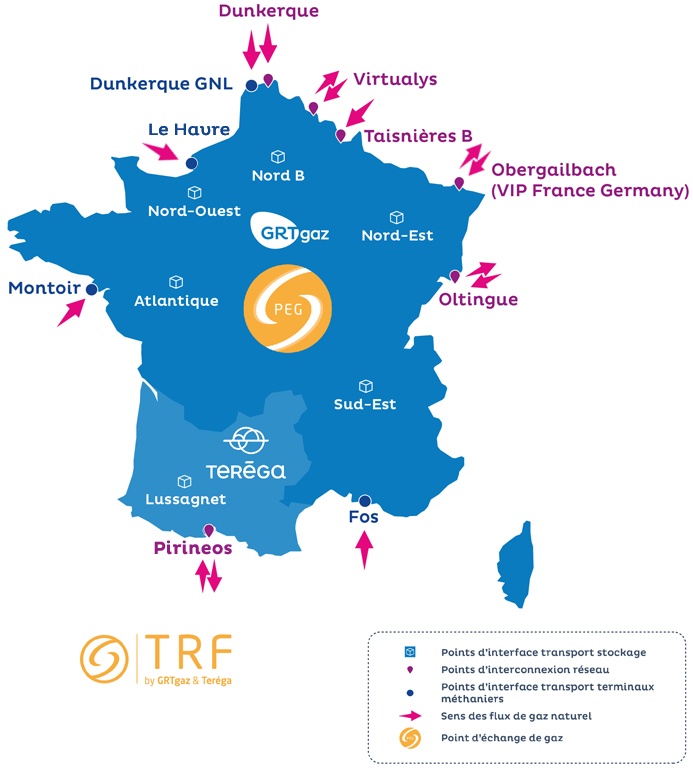 Dunkerque
Dunkerque GNL
Virtualys
Le Havre
Taisnières B
Nord B
Obergailbach
(VIP France Germany)
Nord-Ouest
GRTgaz
Nord-Est
Montoir
Atlantique
PEG
Oltingue
Sud-Est
TERĒGA
Lussagnet
Fos
Pirineos
TRF
by GRTgaz & Teréga
Points d'interface transport stockage
Points d'interconnexion réseau
Points d'interface transport terminaux
méthaniers
Sens des flux de gaz naturel
PEG
Point d'échange de gaz